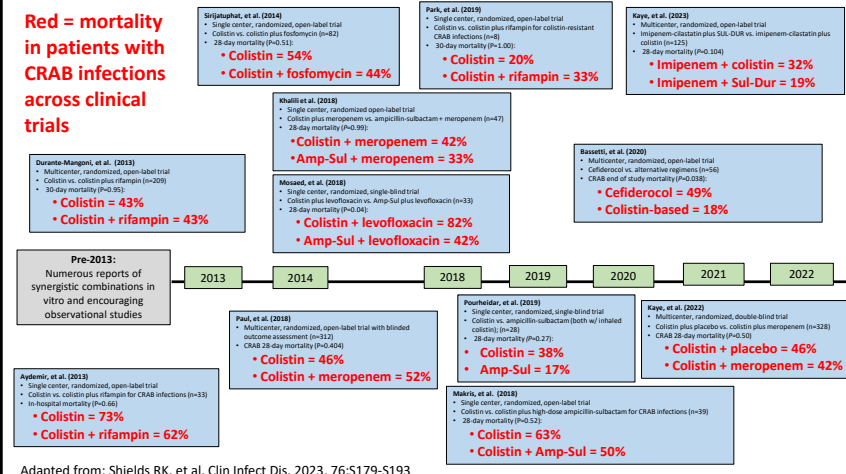 Red = mortality
in patients with
CRAB infections
across clinical
trials
Sirijatuphat, et al. (2014)
• Single center, randomized open-label trial
• Colistin vs. colistin plus fosfomycin (n=82)
• 28-day mortality (P=0.51):
• Colistin = 54%
• Colistin + fosfomycin = 44%
Park, et al. (2019)
• Single center, randomized open-label trial
• Colistin vs. colistin plus rifampin for colistin-resistant
CRAB infections (n=8)
• 30-day mortality (P=1.00):
• Colistin = 20%
• Colistin + rifampin = 33%
Kaye, et al. (2023)
• Multicenter, randomized open-label trial
• Imipenem-cilastatin plus SUL-DUR vs. imipenem-cilastatin plus
colistin (n=125)
• 28-day mortality (P=0.104)
• Imipenem + colistin = 32%
• Imipenem + Sul-Dur = 19%
Khalili et al. (2018)
• Single center, randomized open-label trial
• Colistin plus meropenem vs. ampicillin-sulbactam + meropenem (n=47)
• 28-day mortality (P=0.99):
•Colistin + meropenem = 42%
•Amp-Sul + meropenem = 33%
Durante-Mangoni, et al. (2013)
• Multicenter, randomized, open-label trial
• Colistin vs. colistin plus rifampin (n=209)
• 30-day mortality (P=0.95):
• Colistin = 43%
• Colistin + rifampin = 43%
Mosaed, et al. (2018)
• Single center, randomized, single-blind trial
• Colistin plus levofloxacin vs. Amp-Sul plus levofloxacin (n=33)
• 28-day mortality (P=0.04):
• Colistin + levofloxacin = 82%
• Amp-Sul + levofloxacin = 42%
Bassetti, et al. (2020)
• Multicenter, randomized, open-label trial
• Cefiderocol vs. alternative regimens (n=56)
• CRAB end of study mortality (P=0.038):
• Cefiderocol = 49%
• Colistin-based = 18%
Pre-2013:
Numerous reports of
synergistic combinations in
vitro and encouraging
observational studies
2013
2014
2018
2019
2020
2021
2022
Paul, et al. (2018)
• Multicenter, randomized, open-label trial with blinded
outcome assessment (n=312)
• CRAB 28-day mortality (P=0.404)
• Colistin = 46%
• Colistin + meropenem = 52%
Pourheidar, et al. (2019)
• Single center, randomized, single-blind trial
• Colistin vs. ampicillin-sulbactam (both w/ inhaled
colistin); (n=28)
• 28-day mortality (P=0.27):
• Colistin = 38%
• Amp-Sul = 17%
Kaye, et al. (2022)
• Multicenter, randomized, double-blind trial
• Colistin plus placebo vs. colistin plus meropenem (n=328)
• CRAB 28-day mortality (P=0.50)
• Colistin + placebo = 46%
• Colistin + meropenem = 42%
Aydemir, et al. (2013)
• Single center, randomized, open-label trial
• Colistin vs. colistin plus rifampin for CRAB infections (n=33)
• In-hospital mortality (P=0.66)
• Colistin = 73%
• Colistin + rifampin = 62%
Makris, et al. (2018)
• Single center, randomized, open-label trial
• Colistin vs. colistin plus high-dose ampicillin-sulbactam for CRAB infections (n=39)
• 28-day mortality (P=0.52):
• Colistin = 63%
• Colistin + Amp-Sul = 50%
Adapted from: Shields RK, et al. Clin Infect Dis. 2023. 76:S179-S193